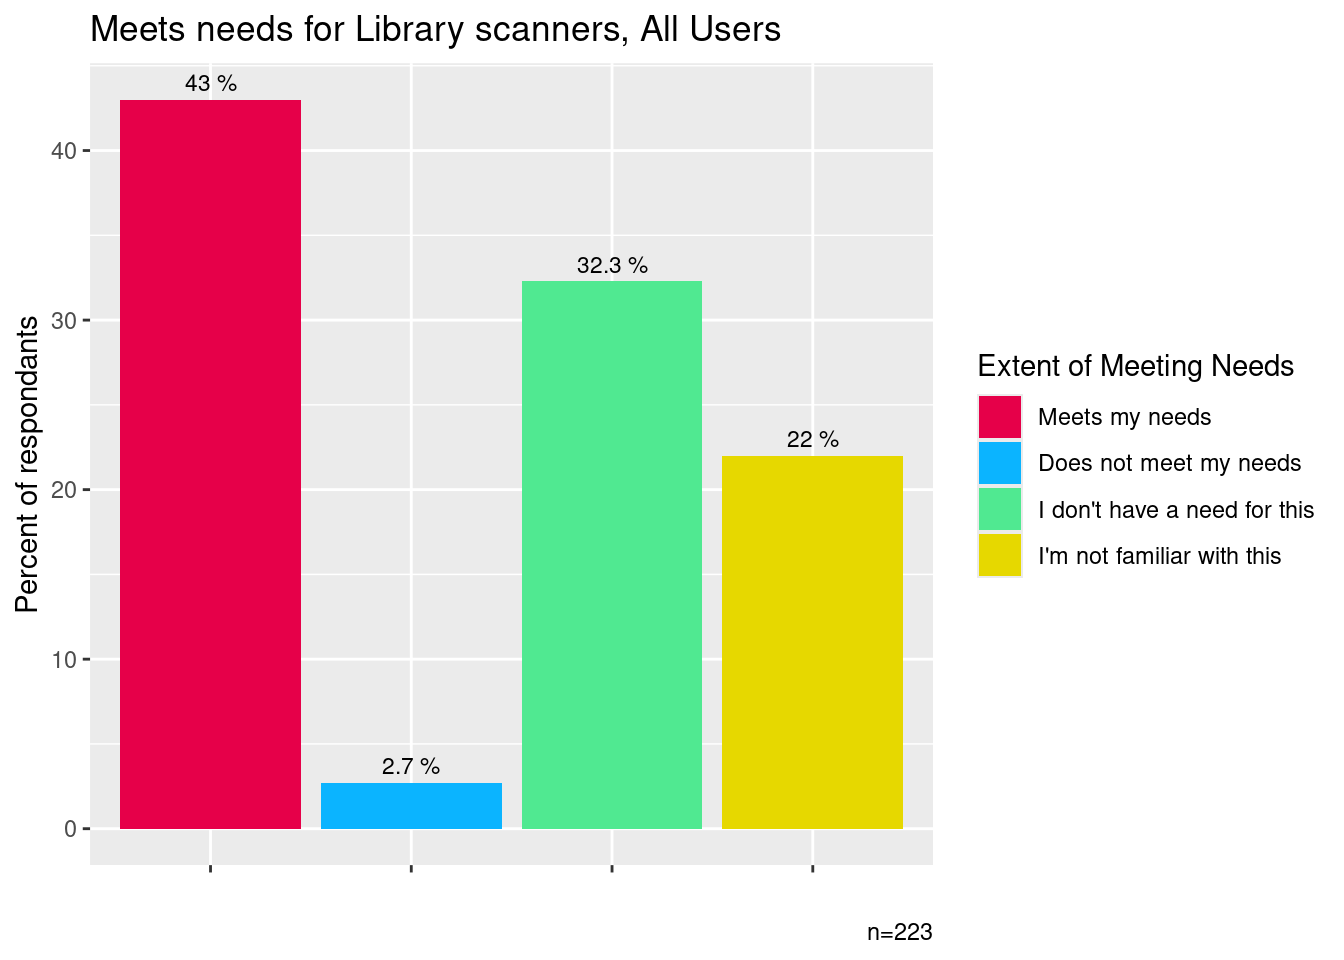 Meets needs for Library scanners, All Users
43 %
2.7 %
32.3 %
22 %
Percent of respondants
40
30
20
10
0
Extent of Meeting Needs
Meets my needs
Does not meet my needs
I don't have a need for this
I'm not familiar with this
n=223